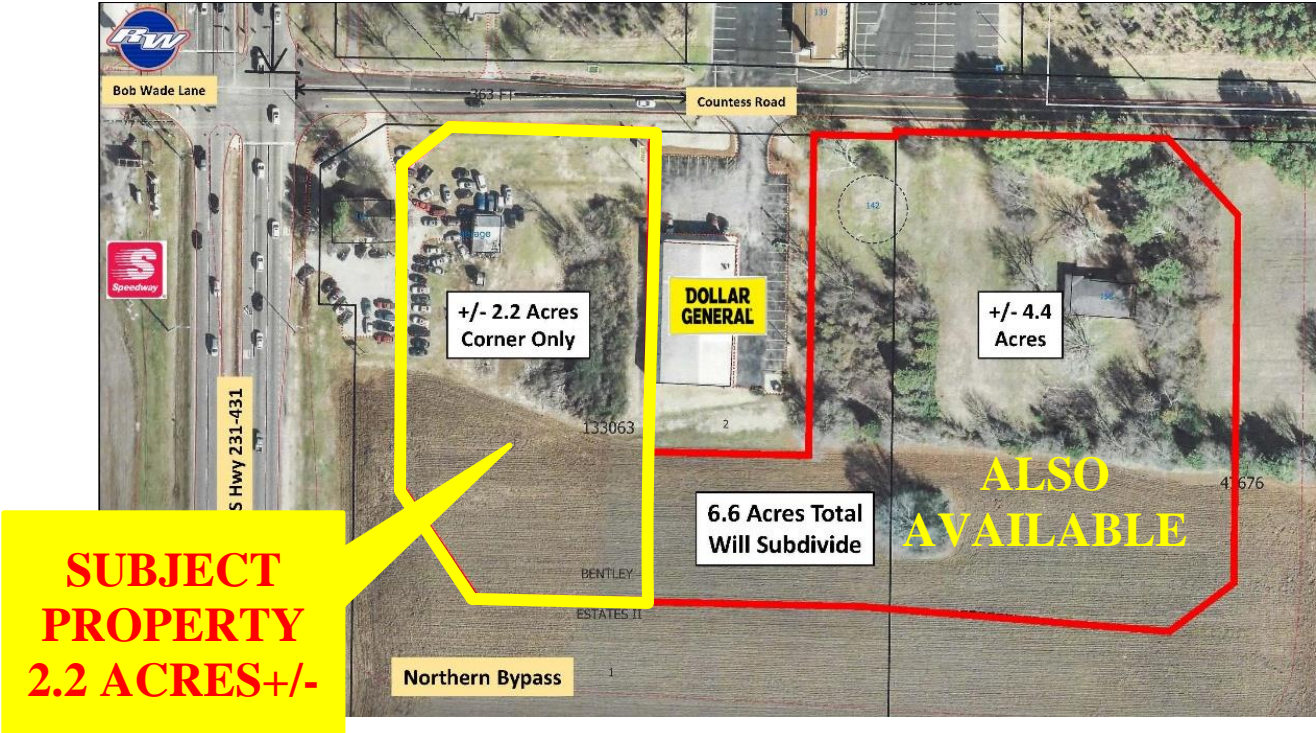 RW
Bob Wade Lane
139
363 FT
Countess Road
Speedway
garage
142
+/- 2.2 Acres
Corner Only
DOLLAR
GENERAL
+/- 4.4
Acres
S Hwy 231-431
133063
2
6.6 Acres Total
Will Subdivide
ALSO
AVAILABLE
SUBJECT
PROPERTY
2.2 ACRES+/-
BENTLEY
ESTATES II
Northern Bypass
1